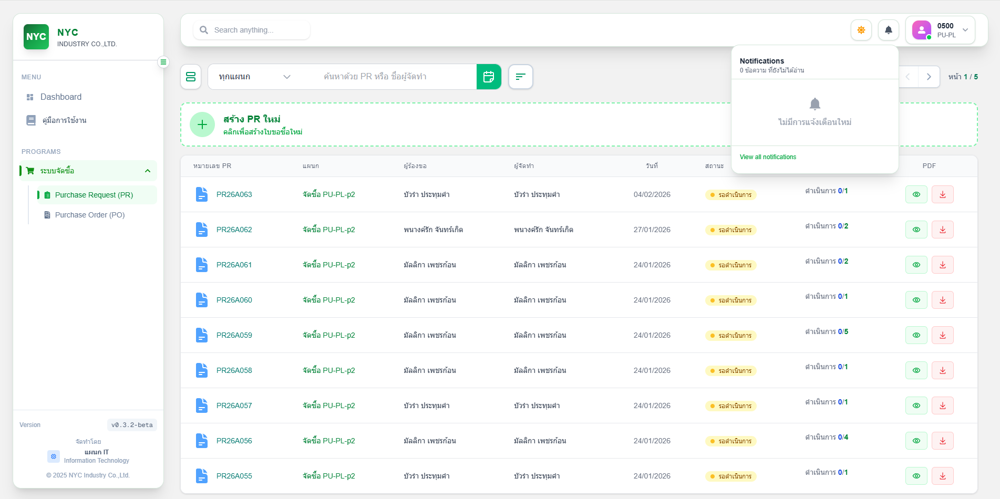 NYC
NYC
INDUSTRY CO.,LTD.
MENU
Dashboard
คู่มือการใช้งาน
PROGRAMS
ระบบจัดซื้อ
Purchase Request (PR)
Purchase Order (PO)
Version
v0.3.2-beta
จัดทำโดย
แผนก IT
Information Technology
© 2025 NYC Industry Co.,Ltd.
Search anything...
0500
PU-PL
ทุกแผนก
ค้นหาด้วย PR หรือ ชื่อผู้จัดทำ
หน้า 1 / 5
Notifications
0 ข้อความ ที่ยังไม่ได้อ่าน
ไม่มีการแจ้งเตือนใหม่
View all notifications
สร้าง PR ใหม่
คลิกเพื่อสร้างใบขอซื้อใหม่
หมายเลข PR แผนก ผู้ร้องขอ ผู้จัดทำ วันที่ สถานะ PDF
PR26A063 จัดซื้อ PU-PL-p2 บัวรำ ประทุมคำ บัวรำ ประทุมคำ 04/02/2026 รอดำเนินการ ดำเนินการ 0/1
PR26A062 จัดซื้อ PU-PL-p2 พนางค์รัก จันทร์เกิด พนางค์รัก จันทร์เกิด 27/01/2026 รอดำเนินการ ดำเนินการ 0/2
PR26A061 จัดซื้อ PU-PL-p2 มัลลิกา เพชรก้อน มัลลิกา เพชรก้อน 24/01/2026 รอดำเนินการ ดำเนินการ 0/2
PR26A060 จัดซื้อ PU-PL-p2 มัลลิกา เพชรก้อน มัลลิกา เพชรก้อน 24/01/2026 รอดำเนินการ ดำเนินการ 0/1
PR26A059 จัดซื้อ PU-PL-p2 มัลลิกา เพชรก้อน มัลลิกา เพชรก้อน 24/01/2026 รอดำเนินการ ดำเนินการ 0/5
PR26A058 จัดซื้อ PU-PL-p2 มัลลิกา เพชรก้อน มัลลิกา เพชรก้อน 24/01/2026 รอดำเนินการ ดำเนินการ 0/1
PR26A057 จัดซื้อ PU-PL-p2 บัวรำ ประทุมคำ บัวรำ ประทุมคำ 24/01/2026 รอดำเนินการ ดำเนินการ 0/1
PR26A056 จัดซื้อ PU-PL-p2 มัลลิกา เพชรก้อน มัลลิกา เพชรก้อน 24/01/2026 รอดำเนินการ ดำเนินการ 0/4
PR26A055 จัดซื้อ PU-PL-p2 บัวรำ ประทุมคำ บัวรำ ประทุมคำ 24/01/2026 รอดำเนินการ ดำเนินการ 0/1